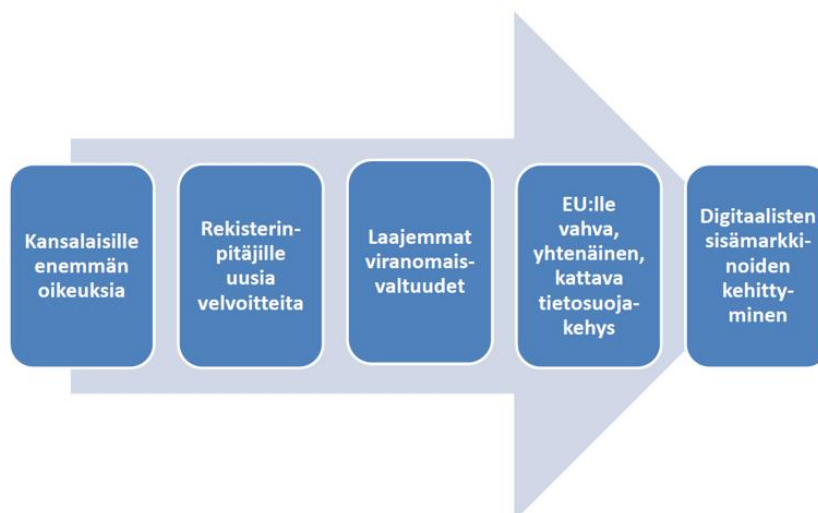 Kansalaisille
enemmän
oikeuksia
Rekisterin-
pitäjille
uusia
velvoitteita
Laajemmat
viranomais-
valtuudet
EU:lle
vahva,
yhtenäinen,
kattava
tietosuoja-
kehys
Digitaalisten
sisämarkki-
noiden
kehitty-
minen